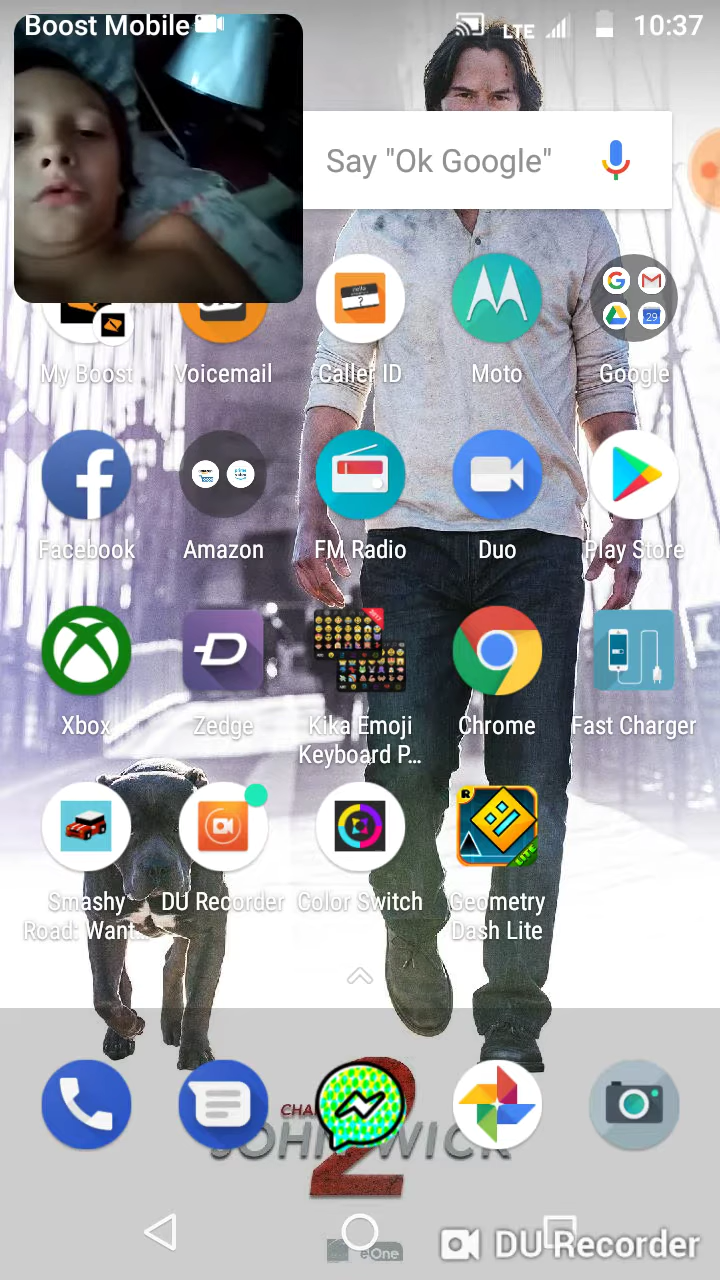 Boost Mobile
LTE
10:37
Say "Ok Google"
My Boost
Voicemail
Caller ID
Moto
Google
29
Facebook
Amazon
FM Radio
Duo
Play Store
Xbox
Zedge
Kika Emoji
Keyboard P...
Chrome
Fast Charger
Smashy
Road: Want...
DU Recorder
Color Switch
R
LITE
Geometry
Dash Lite
JOHN WICK
2
eOne
DU Recorder